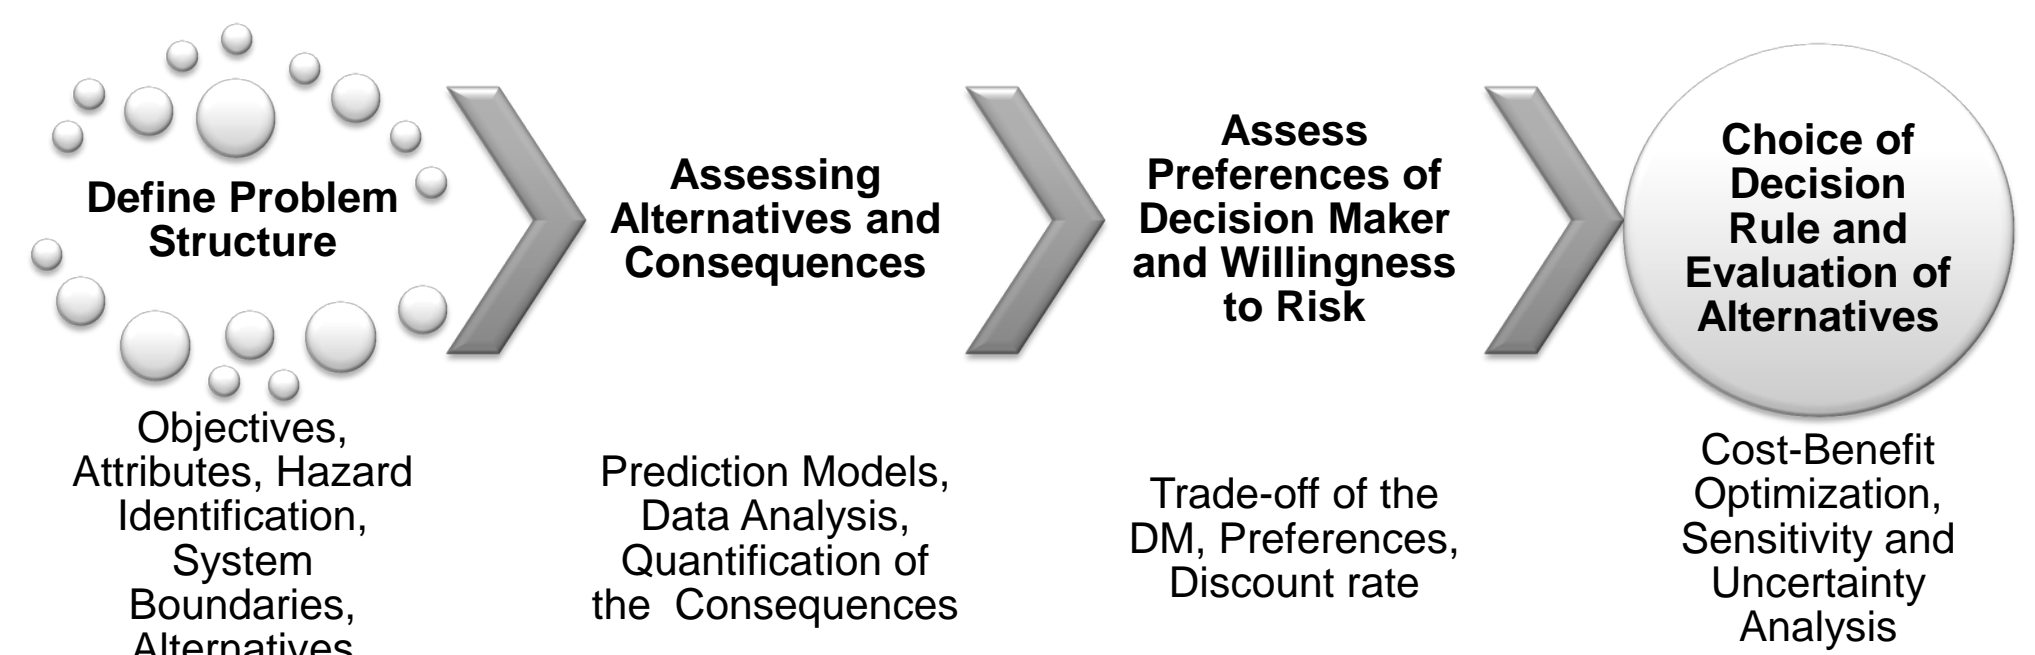 Define Problem
Structure
Objectives,
Attributes, Hazard
Identification,
System
Boundaries,
Alternatives
Assessing
Alternatives and
Consequences
Prediction Models,
Data Analysis,
Quantification of
the  Consequences
Assess
Preferences of
Decision Maker
and Willingness
to Risk
Trade-off of the
DM, Preferences,
Discount rate
Choice of
Decision
Rule and
Evaluation of
Alternatives
Cost-Benefit
Optimization,
Sensitivity and
Uncertainty
Analysis